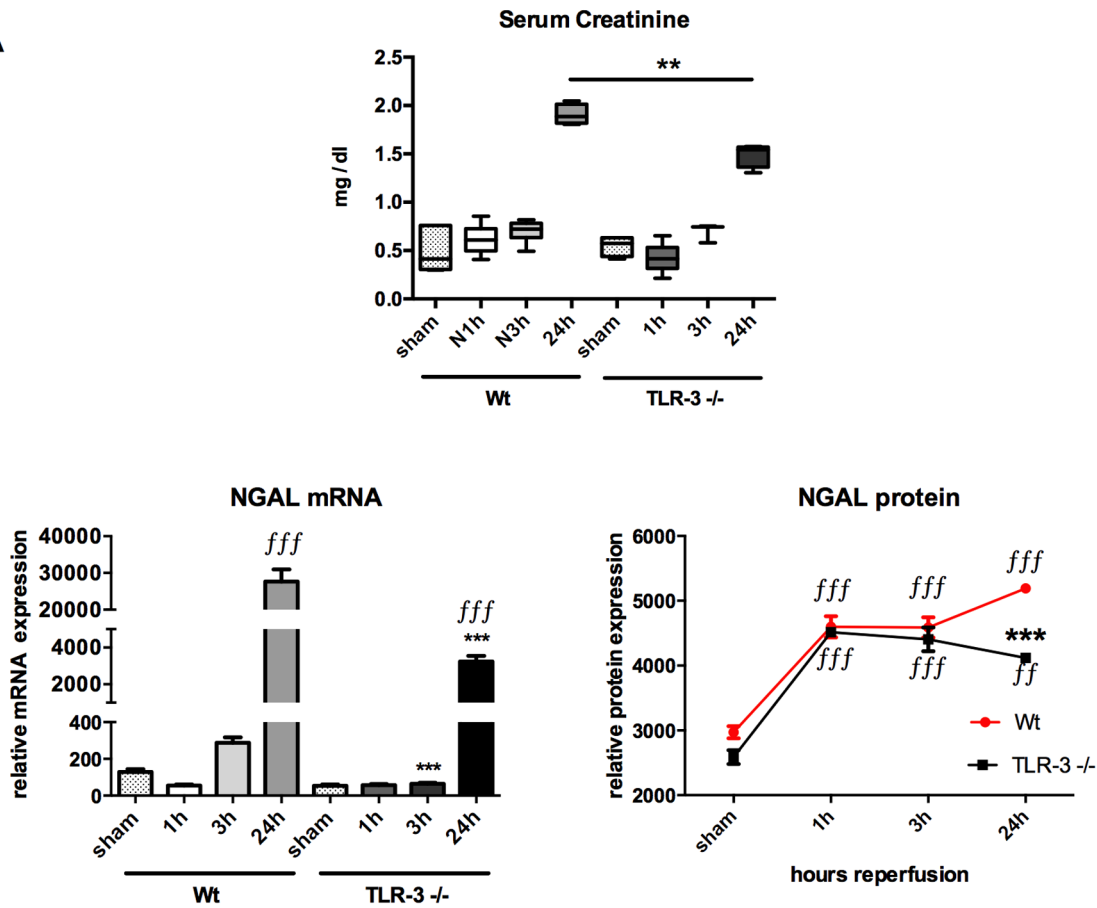 A
Serum Creatinine
mg / dl
2.5
2.0
1.5
1.0
0.5
0.0
**
sham N1h N3h 24h sham 1h 3h 24h
Wt TLR-3 -/-
NGAL mRNA
relative mRNA expression
40000
30000
20000
4000
2000
400
200
0
ƒƒƒ
ƒƒƒ
***
***
sham 1h 3h 24h sham 1h 3h 24h
Wt TLR-3 -/-
NGAL protein
relative protein expression
6000
5000
4000
3000
2000
ƒƒƒ ƒƒƒ ƒƒƒ
***
ƒƒƒ ƒƒƒ ƒƒ
Wt
TLR-3 -/-
sham 1h 3h 24h
hours reperfusion